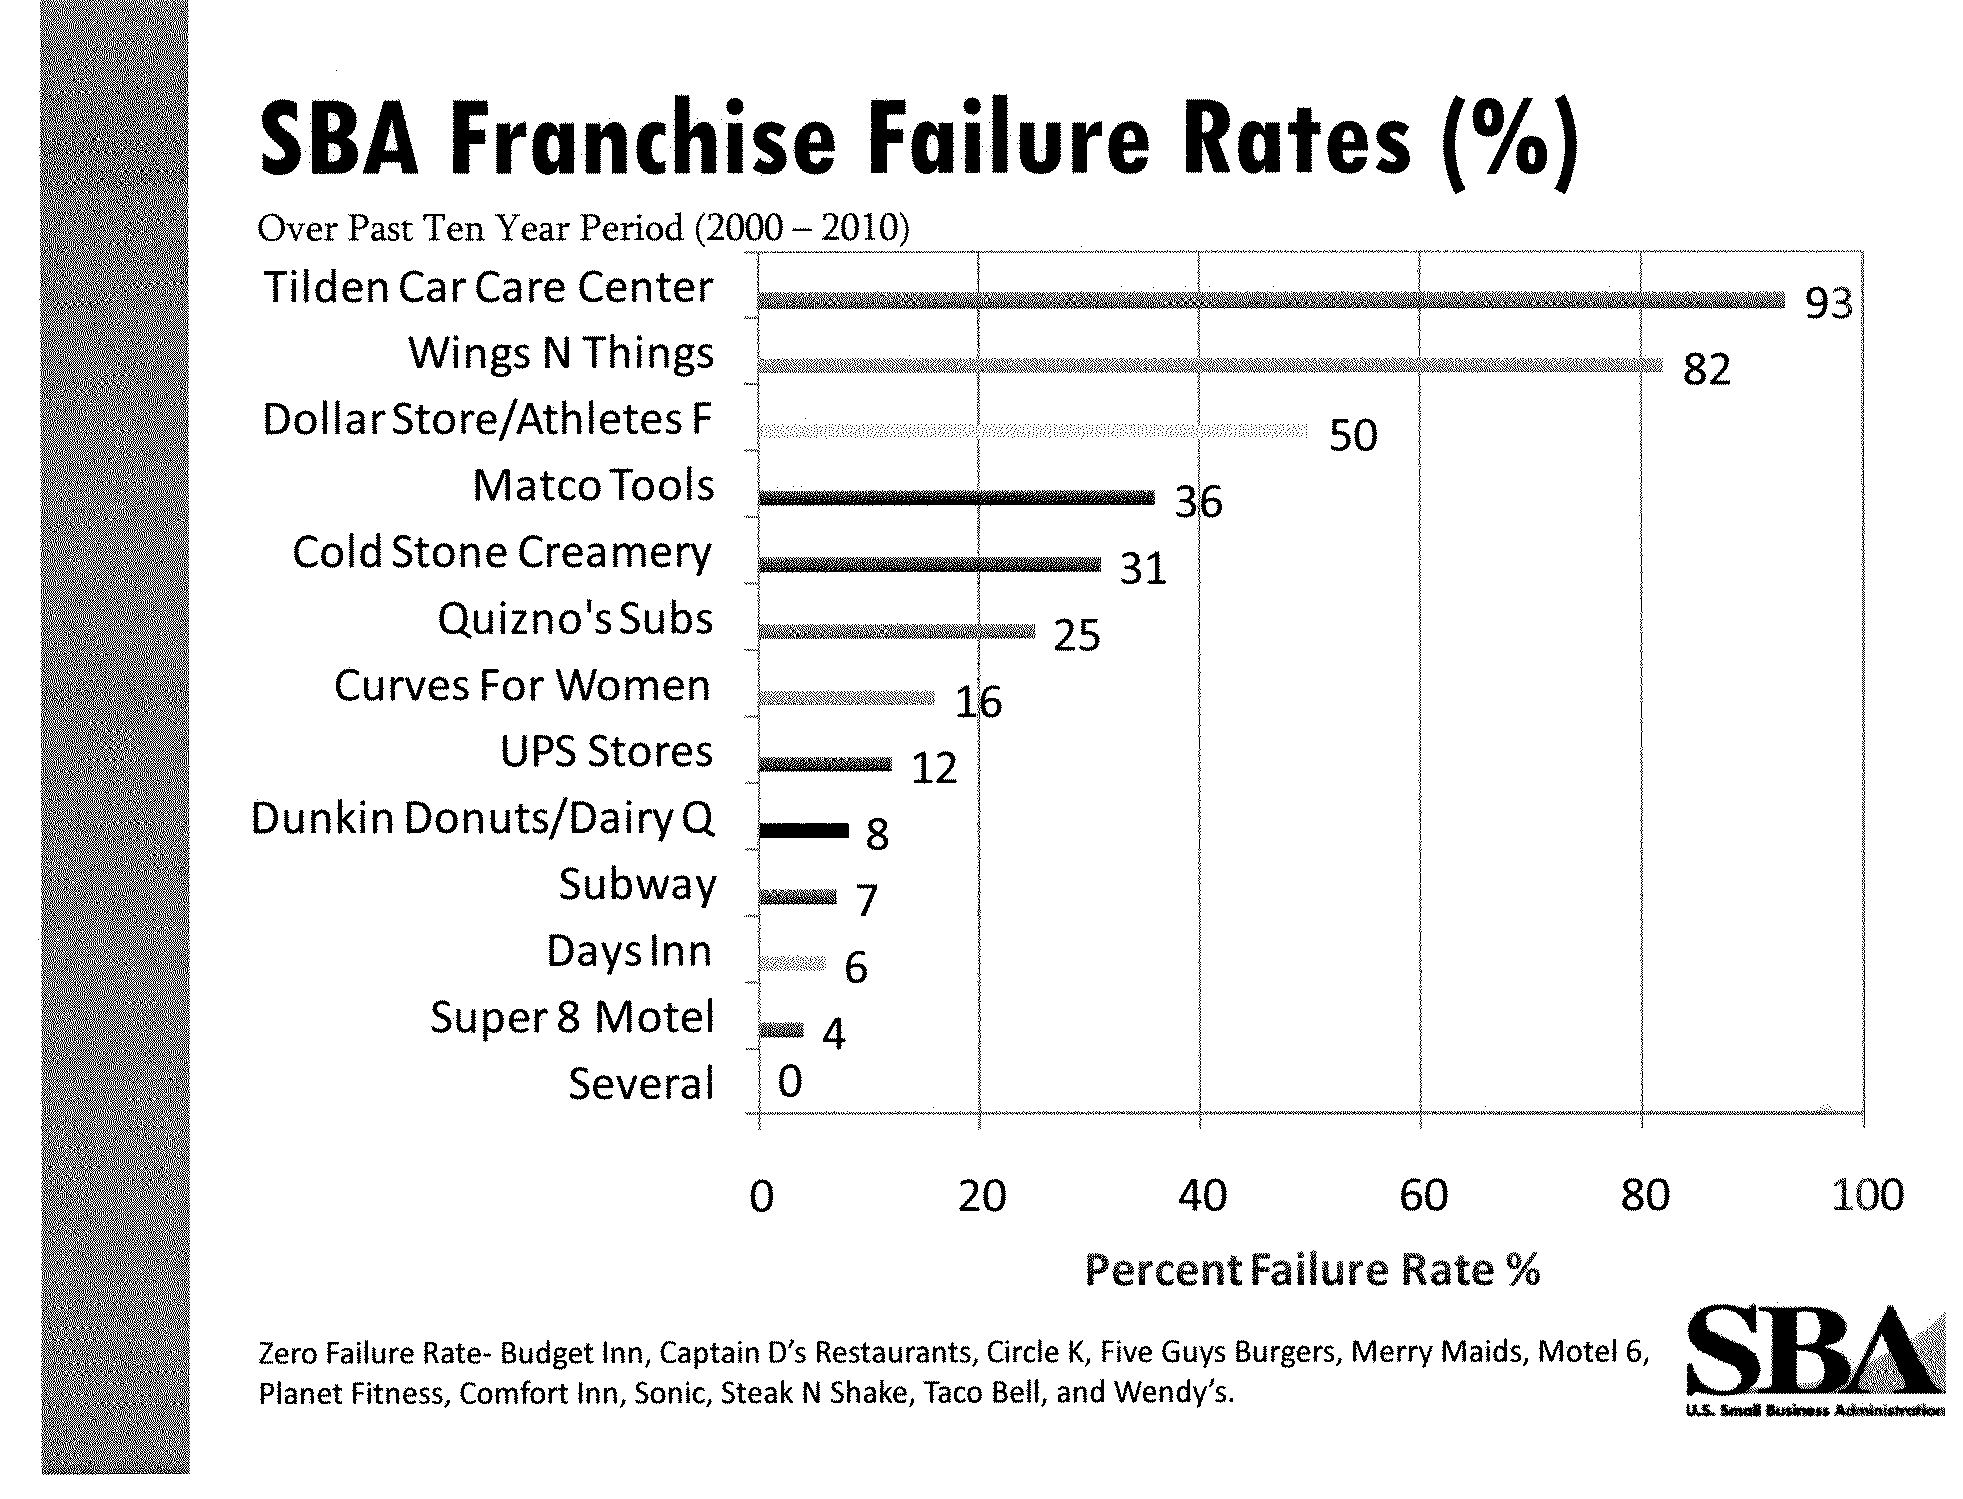 SBA Franchise Failure Rates (%)
Over Past Ten Year Period (2000 – 2010)
Tilden Car Care Center 93
Wings N Things 82
Dollar Store/Athletes F 50
Matco Tools 36
Cold Stone Creamery 31
Quizno's Subs 25
Curves For Women 16
UPS Stores 12
Dunkin Donuts/Dairy Q 8
Subway 7
Days Inn 6
Super 8 Motel 4
Several 0
0 20 40 60 80 100
Percent Failure Rate %
Zero Failure Rate- Budget Inn, Captain D’s Restaurants, Circle K, Five Guys Burgers, Merry Maids, Motel 6,
Planet Fitness, Comfort Inn, Sonic, Steak N Shake, Taco Bell, and Wendy’s.
SBA
U.S. Small Business Administration